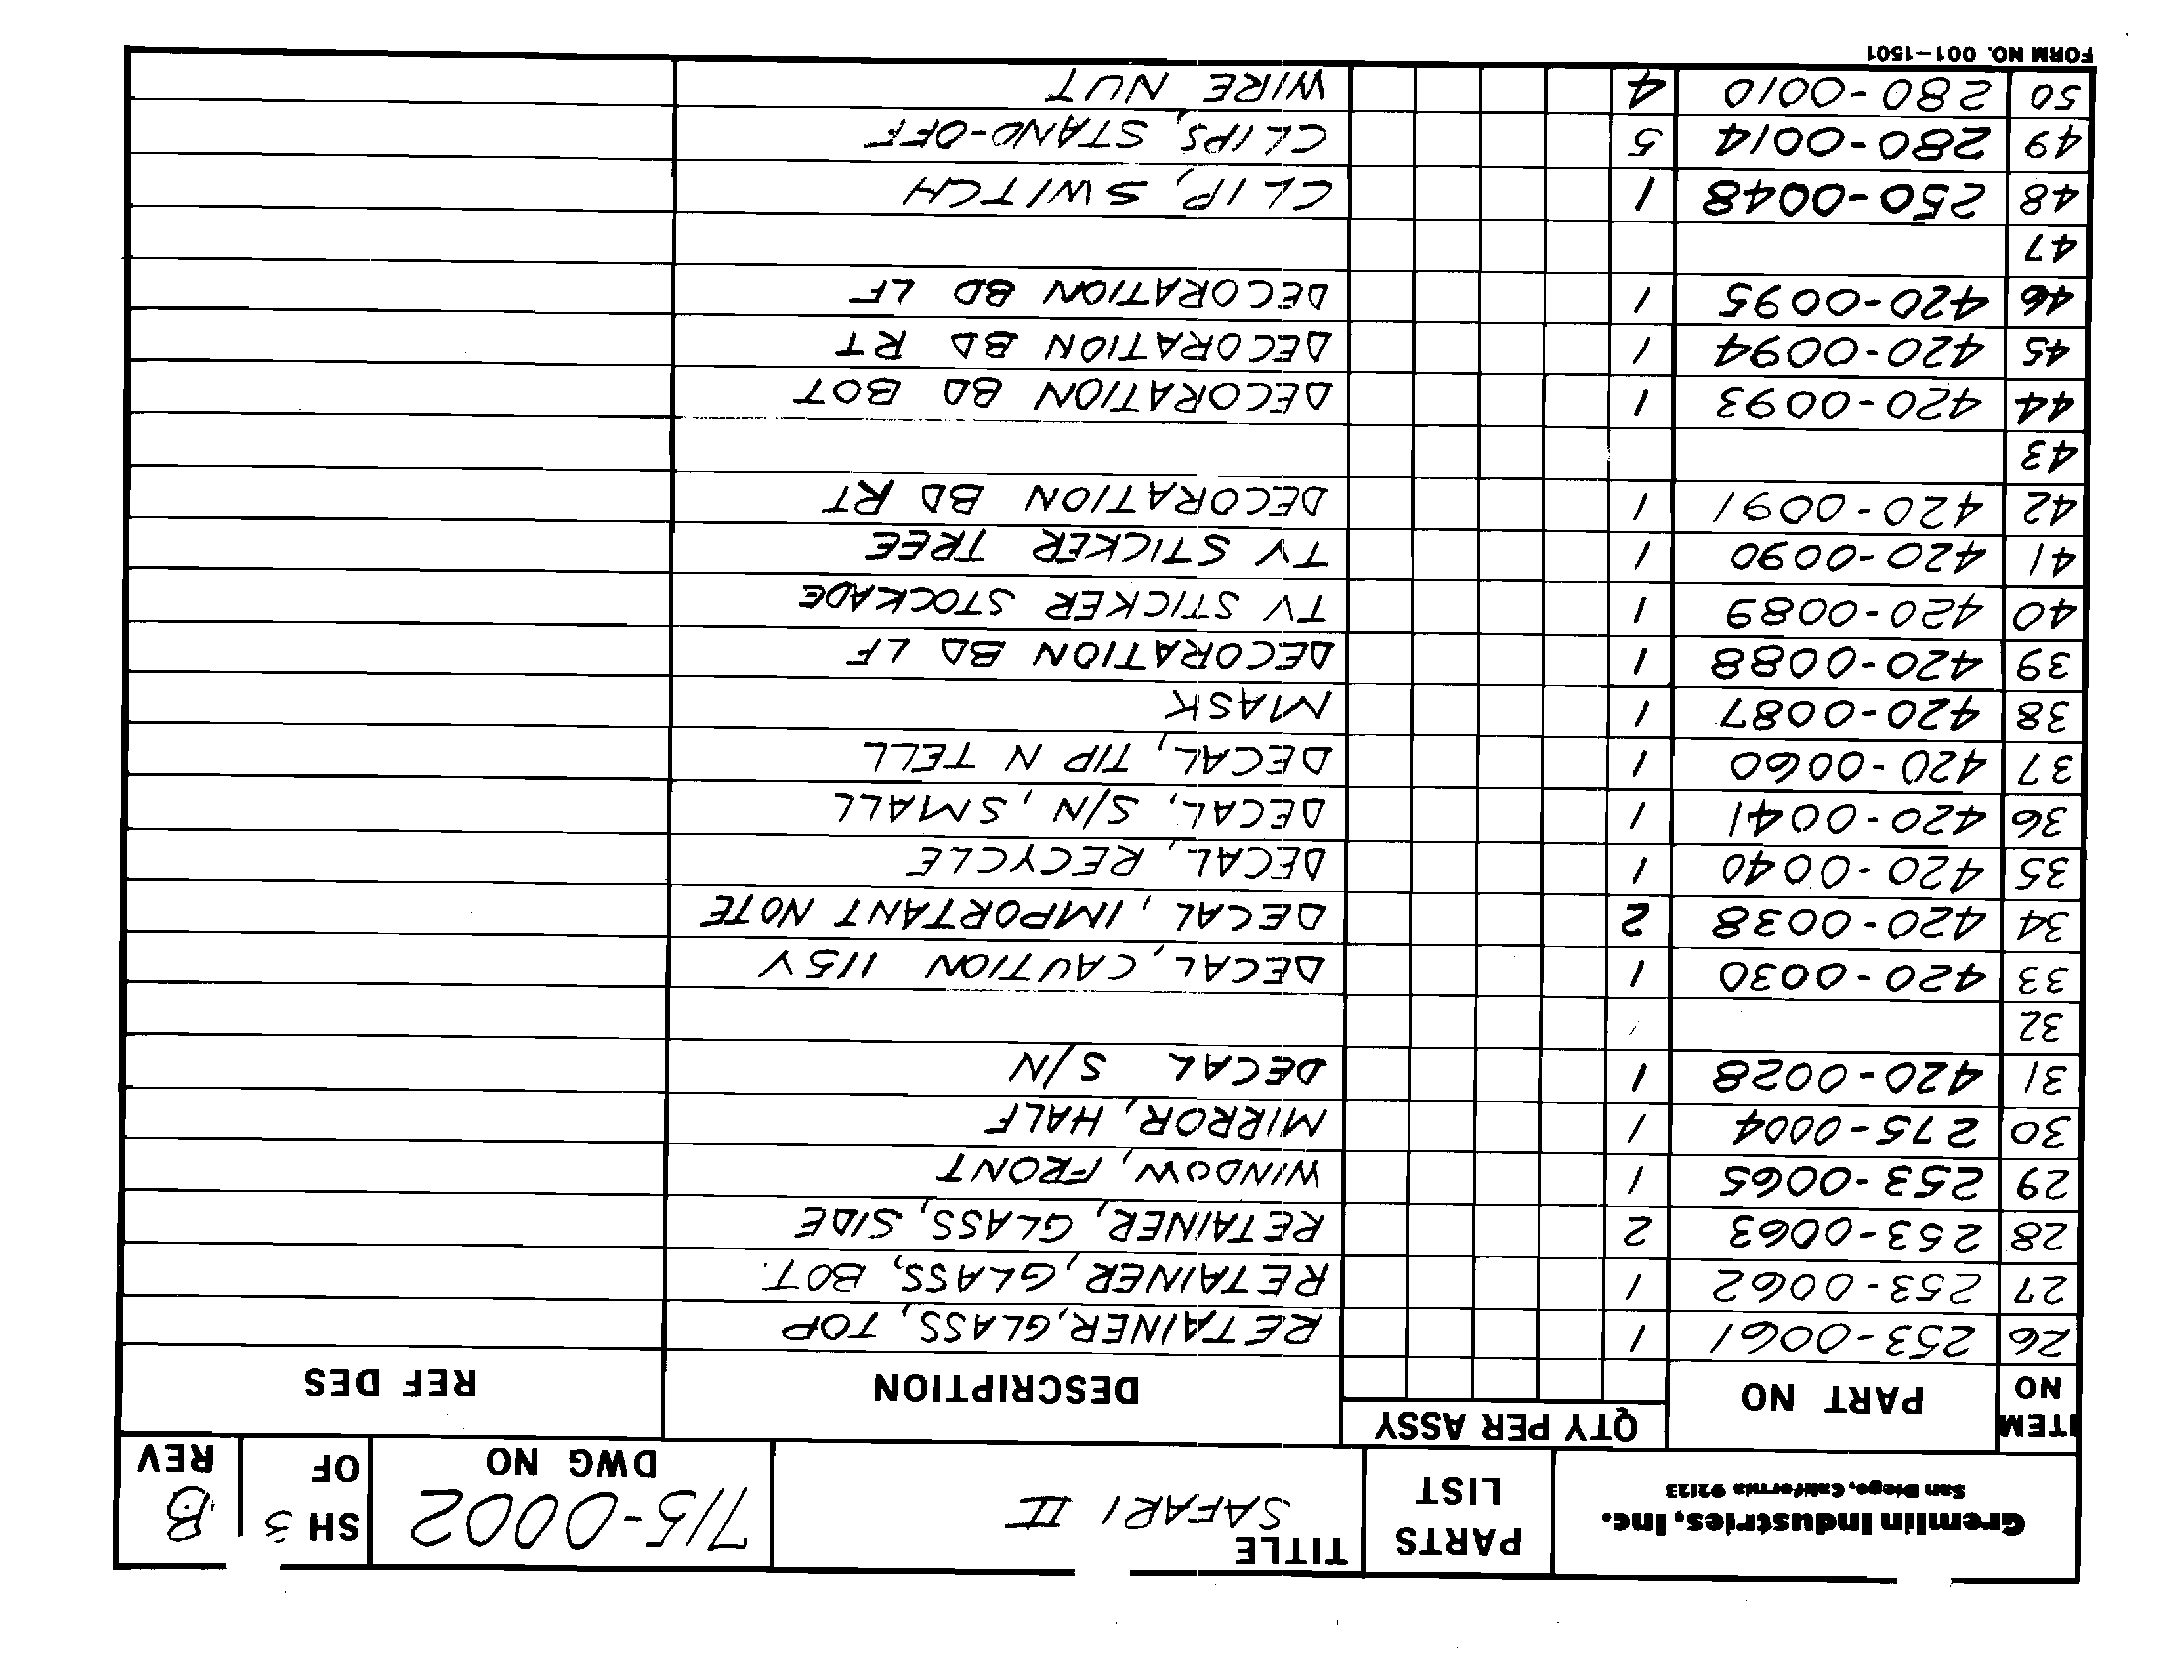 Gremlin Industries, Inc.
San Diego, California 92123
PARTS LIST
TITLE
SAFARI II
715-0002
DWG NO
SH 3
OF
B
REV
ITEM NO PART NO QTY PER ASSY DESCRIPTION REF DES
26 253-0061 1 RETAINER, GLASS, TOP
27 253-0062 1 RETAINER, GLASS, BOT.
28 253-0063 2 RETAINER, GLASS, SIDE
29 253-0065 1 WINDOW, FRONT
30 275-0004 1 MIRROR, HALF
31 420-0028 1 DECAL S/N
32
33 420-0030 1 DECAL, CAUTION 115Y
34 420-0038 2 DECAL, IMPORTANT NOTE
35 420-0040 1 DECAL, RECYCLE
36 420-0041 1 DECAL, S/N, SMALL
37 420-0060 1 DECAL, TIP N TELL
38 420-0087 1 MASK
39 420-0088 1 DECORATION BD LF
40 420-0089 1 TV STICKER STOCKADE
41 420-0090 1 TV STICKER TREE
42 420-0091 1 DECORATION BD RT
43
44 420-0093 1 DECORATION BD BOT
45 420-0094 1 DECORATION BD RT
46 420-0095 1 DECORATION BD LF
47
48 250-0048 1 CLIP, SWITCH
49 280-0014 5 CLIPS, STAND-OFF
50 280-0010 4 WIRE NUT
FORM NO. 001-1501